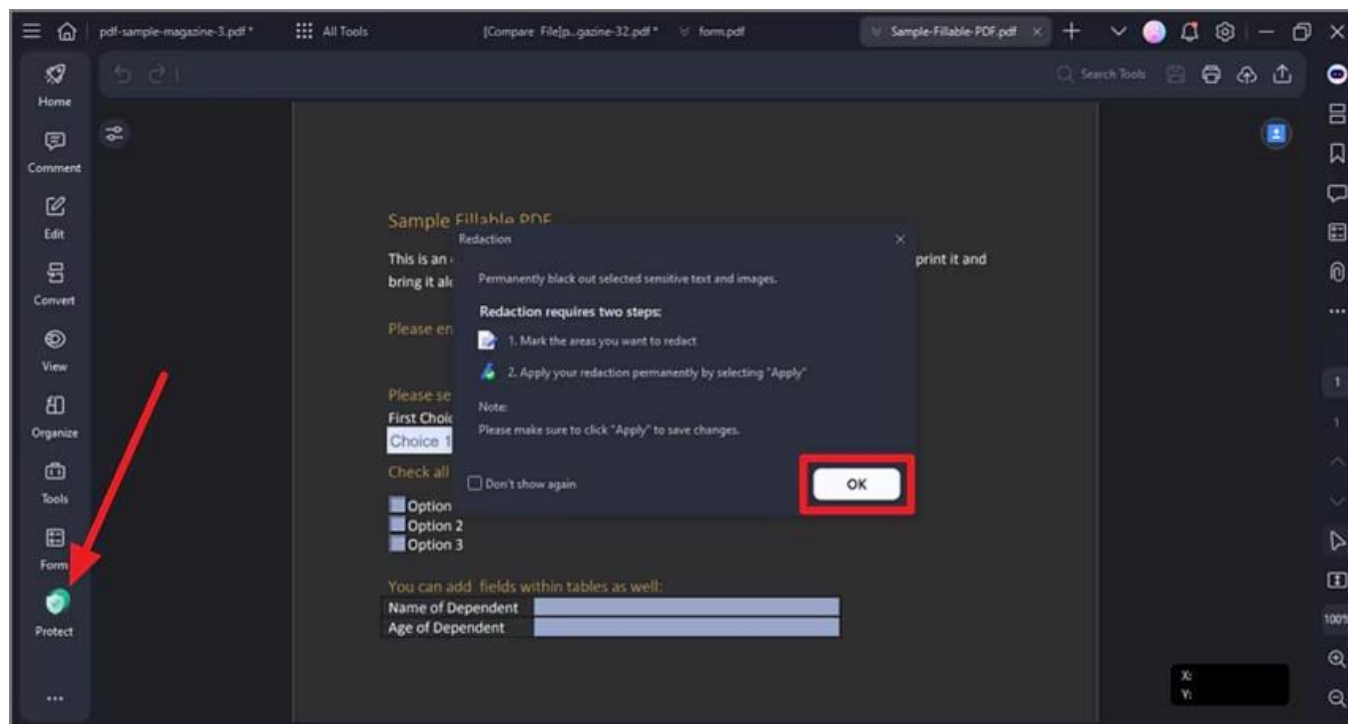 pdf-sample-magazine-3.pdf *
All Tools
[Compare File]p...gazine-32.pdf *
form.pdf
Sample-Fillable-PDF.pdf
Search Tools
Home
Comment
Edit
Convert
View
Organize
Tools
Form
Protect
Sample Fillable PDF
This is an
print it and
bring it
Please
Please
First
Choice 1
Check all
Option
Option 2
Option 3
You can add fields within tables as well:
Name of Dependent
Age of Dependent
Redaction
Permanently black out selected sensitive text and images.
Redaction requires two steps:
1. Mark the areas you want to redact
2. Apply your redaction permanently by selecting "Apply"
Note:
Please make sure to click "Apply" to save changes.
Don't show again
OK
1
1
100%
X:
Y: